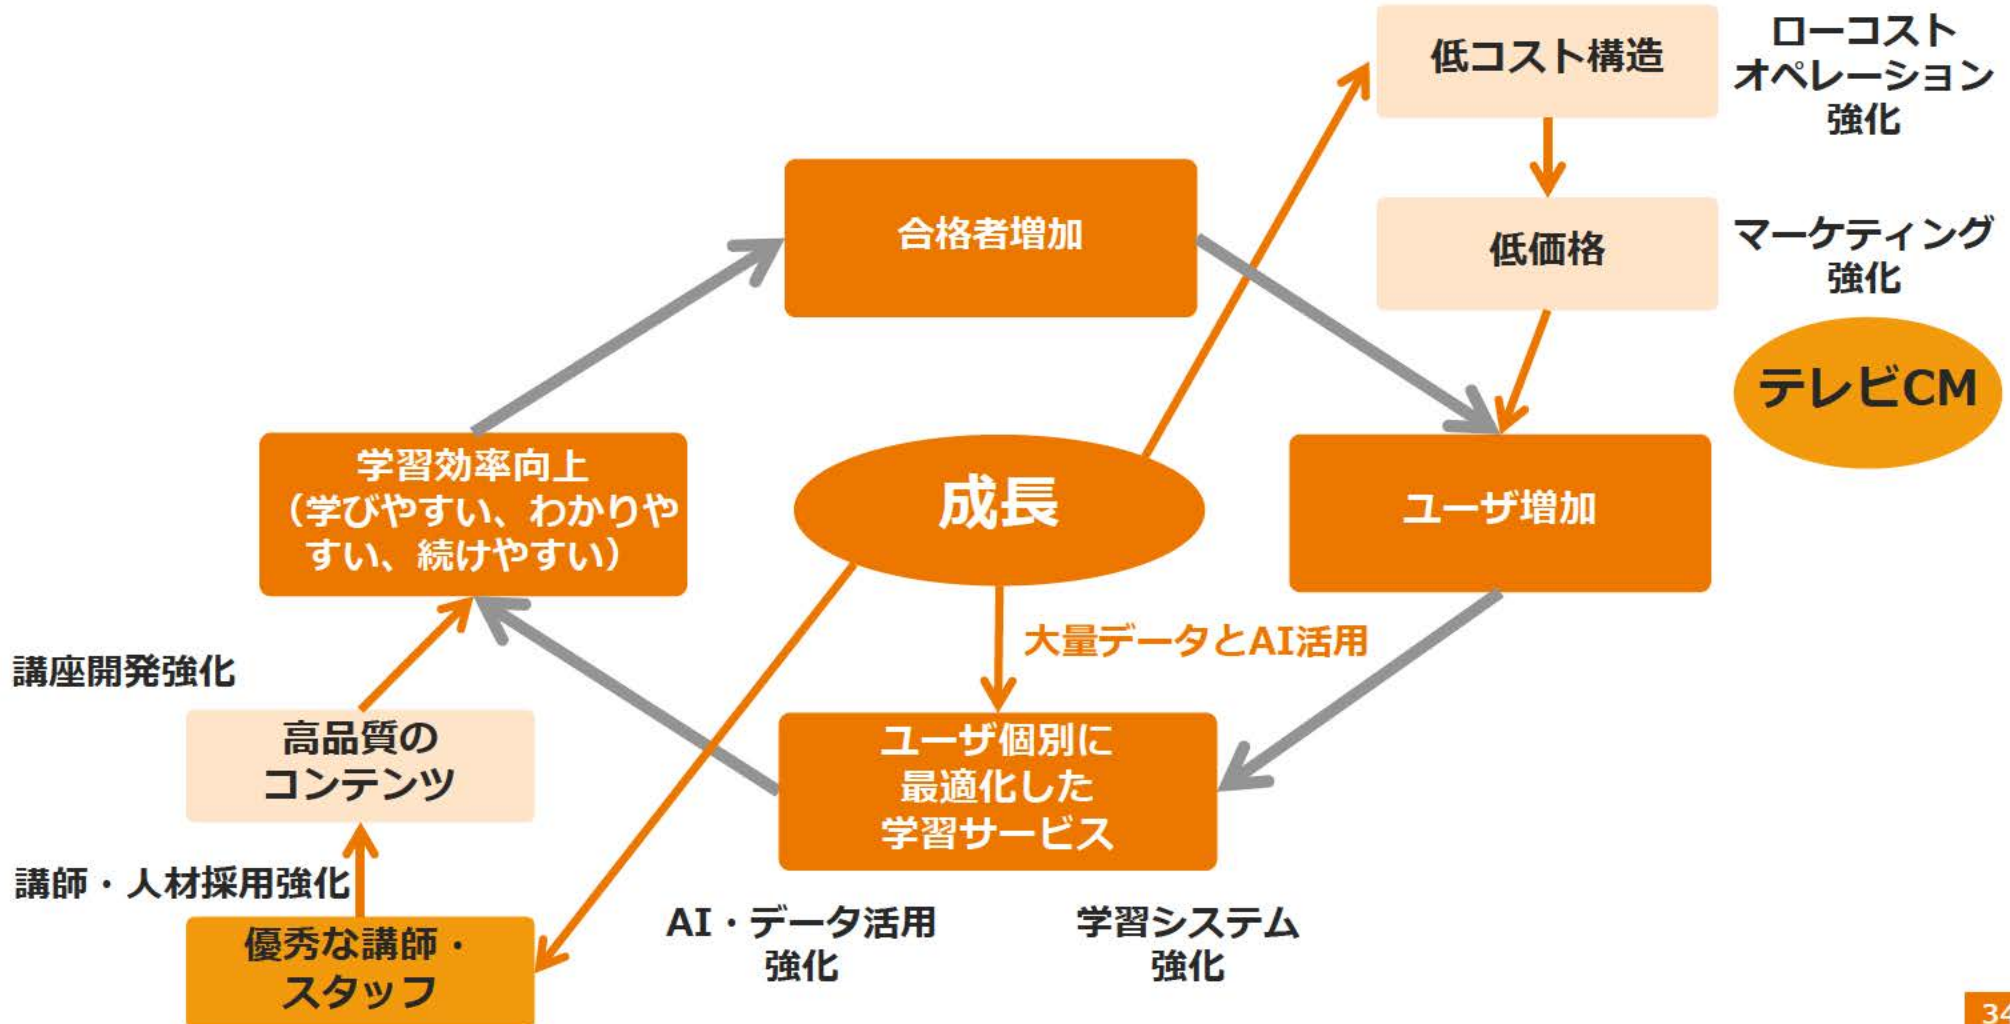 低コスト構造
ローコスト
オペレーション
強化
合格者増加
低価格
マーケティング
強化
テレビCM
学習効率向上
（学びやすい、わかりや
すい、続けやすい）
成長
ユーザ増加
大量データとAI活用
講座開発強化
高品質の
コンテンツ
ユーザ個別に
最適化した
学習サービス
講師・人材採用強化
優秀な講師・
スタッフ
AI・データ活用
強化
学習システム
強化
34